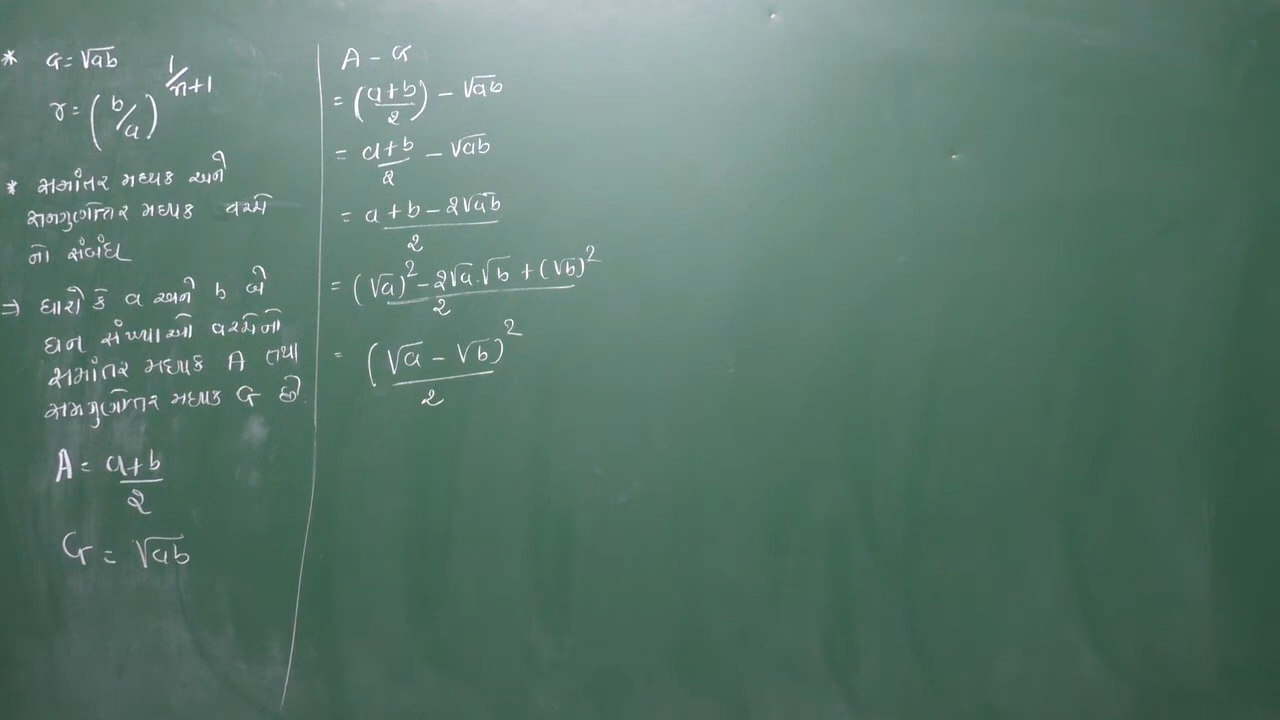 * G = √ab
r = (b/a)^1/n+1
* સમાંતર મધ્યક અને
સમગુણોત્તર મધ્યક વચ્ચે
નો સંબંધ
⇒ ધારો કે a અને b બે
ધન સંખ્યાઓ વચ્ચેનો
સમાંતર મધ્યક A તથા
સમગુણોત્તર મધ્યક G છે.
A = a+b/2
G = √ab
A - G
= (a+b/2) - √ab
= a+b/2 - √ab
= a+b-2√ab/2
= (√a)² - 2√a.√b + (√b)²/2
= (√a - √b)²/2